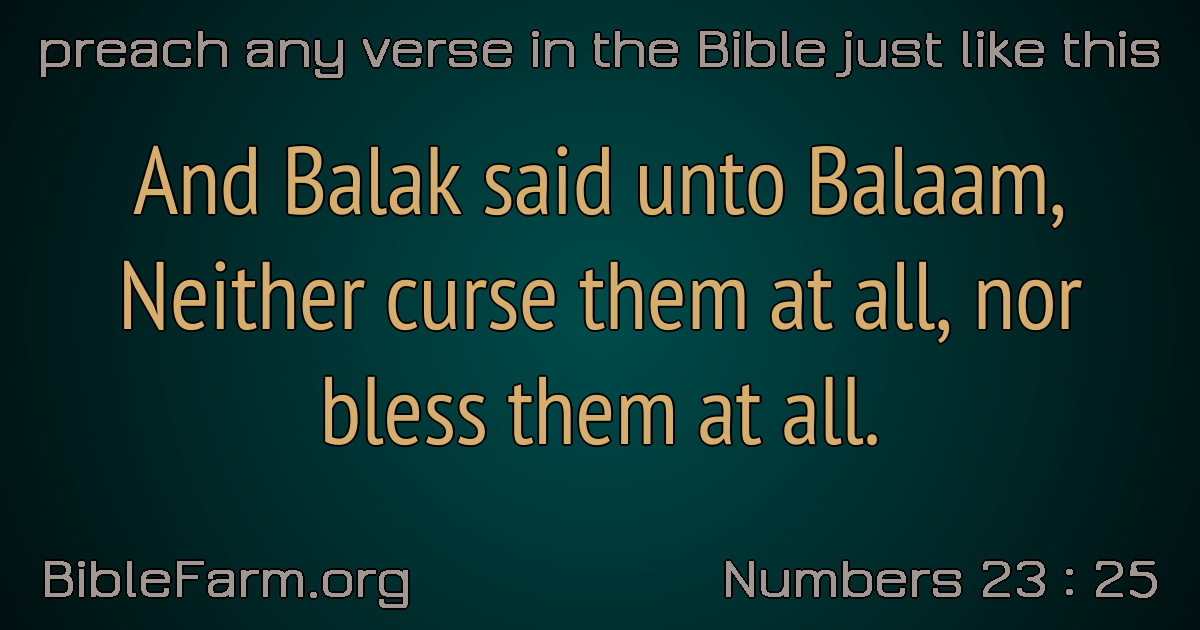 preach any verse in the Bible just like this
And Balak said unto Balaam,
Neither curse them at all, nor
bless them at all.
BibleFarm.org
Numbers 23 : 25